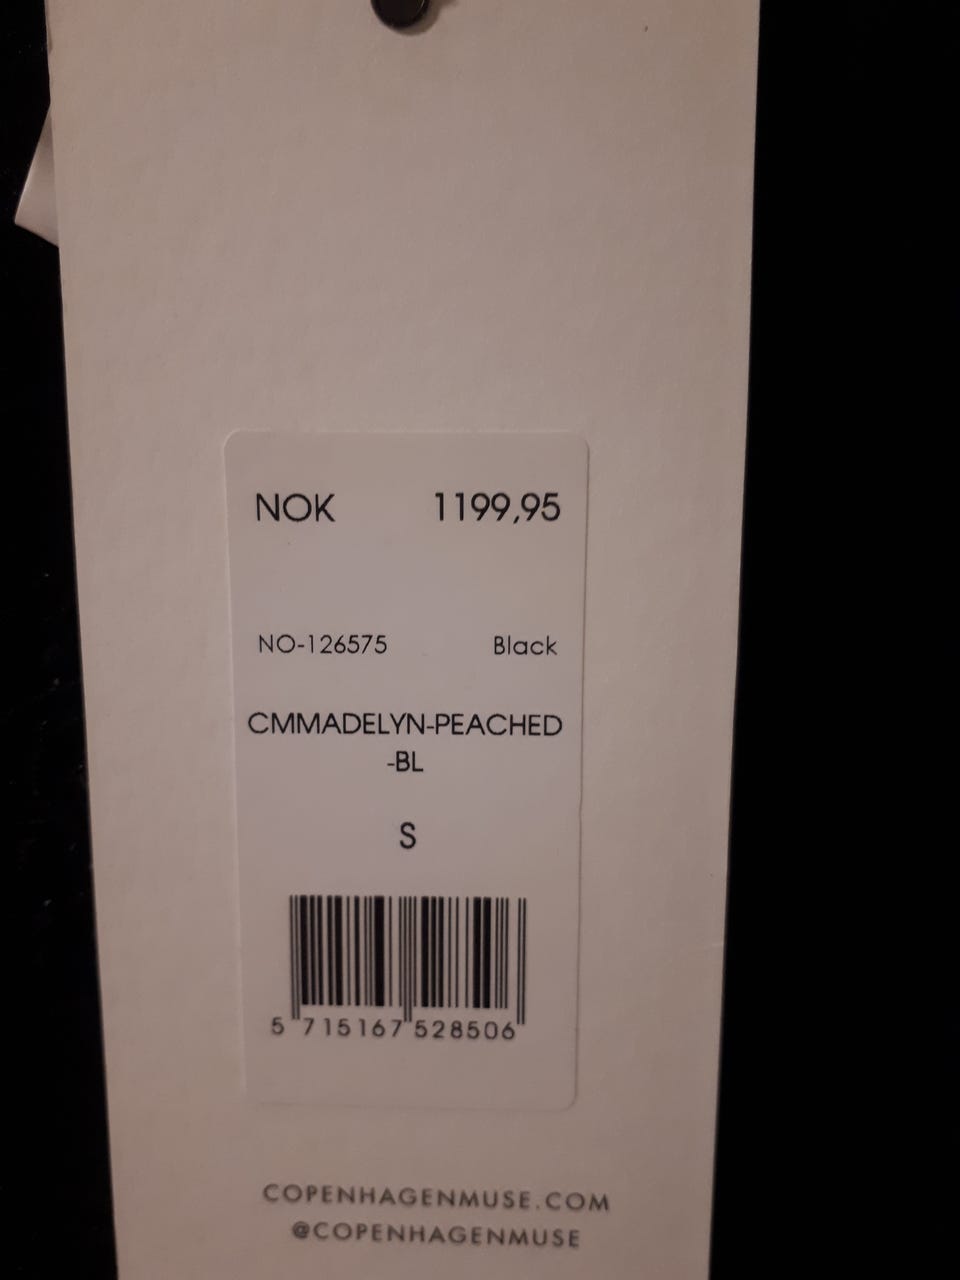 NOK 1199,95
NO-126575 Black
CMMADELYN-PEACHED
-BL
S
5 715167 528506
COPENHAGENMUSE.COM
@COPENHAGENMUSE